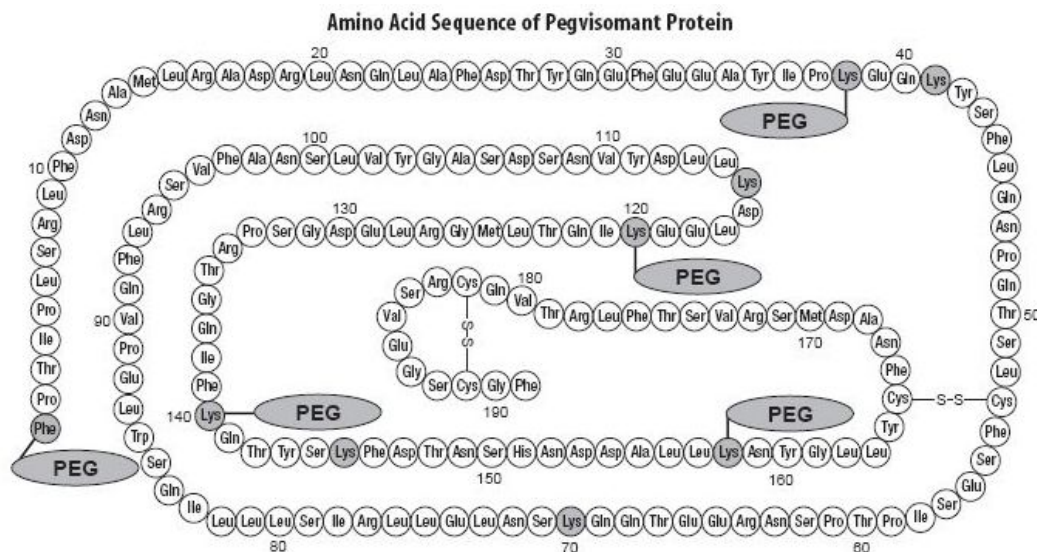 Amino Acid Sequence of Pegvisomant Protein
Phe Pro Thr Ile Pro Leu Ser Arg Leu Phe Asp Asn Ala Met
PEG
10
Leu Arg Ala Asp Arg Leu Asn Gln Leu Ala Phe Asp Thr Tyr Gln Glu Phe Glu Glu Ala Tyr Ile Pro Lys Glu Gln Lys
20 30 40
PEG
Tyr Ser Phe Leu Gln Asn Pro Gln Thr Ser Leu Cys Phe Ser Glu Ser Ile
50
Pro Thr Pro Ser Asn Arg Glu Glu Thr Gln Gln Lys Ser Asn Leu Glu Leu Leu Arg Ile Ser Leu Leu Leu
60 70 80
Ile Gln Ser Trp Leu Glu Pro Val Gln Phe Leu Arg Ser Val
90
Phe Ala Asn Ser Leu Val Tyr Gly Ala Ser Asp Ser Asn Val Tyr Asp Leu Leu Lys Asp
100 110
Leu Glu Glu Lys Ile Gln Thr Leu Met Gly Arg Leu Glu Asp Gly Ser Pro
120 130
PEG
Arg Thr Gly Gln Ile Phe Lys Gln
140
PEG
Thr Tyr Ser Lys Phe Asp Thr Asn Ser His Asn Asp Asp Ala Leu Leu Lys Asn Tyr Gly Leu Leu
150 160
PEG
Tyr Cys Phe Asn Ala
S-S
Asp Met Ser Arg Val Ser Thr Phe Leu Arg Thr Val Gln Cys Arg Ser
170 180
S-S
Val Glu Gly Ser Cys Gly Phe
190